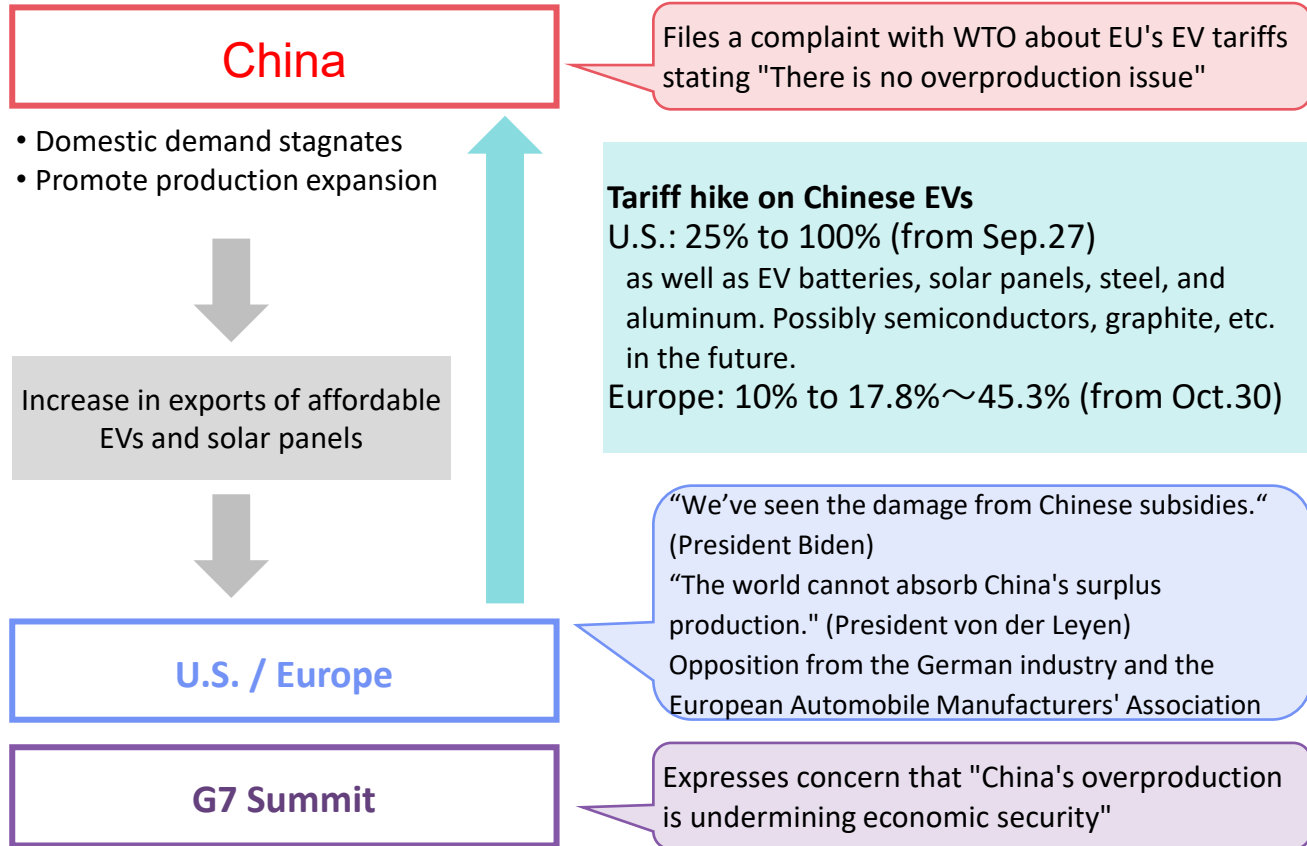 China
Files a complaint with WTO about EU's EV tariffs
stating "There is no overproduction issue"
• Domestic demand stagnates
• Promote production expansion
Tariff hike on Chinese EVs
U.S.: 25% to 100% (from Sep.27)
as well as EV batteries, solar panels, steel, and
aluminum. Possibly semiconductors, graphite, etc.
in the future.
Europe: 10% to 17.8%～45.3% (from Oct.30)
Increase in exports of affordable
EVs and solar panels
“We’ve seen the damage from Chinese subsidies.“
(President Biden)
“The world cannot absorb China's surplus
production." (President von der Leyen)
Opposition from the German industry and the
European Automobile Manufacturers' Association
U.S. / Europe
G7 Summit
Expresses concern that "China's overproduction
is undermining economic security"